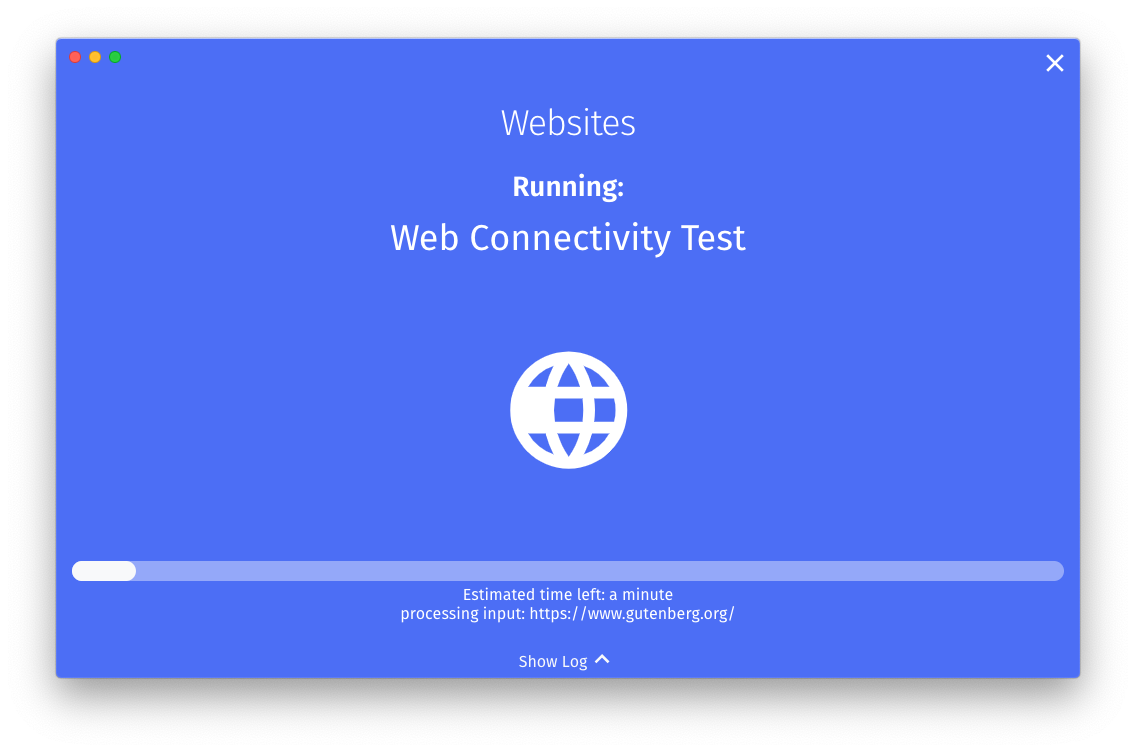 Websites
Running:
Web Connectivity Test
Estimated time left: a minute
processing input: https://www.gutenberg.org/
Show Log